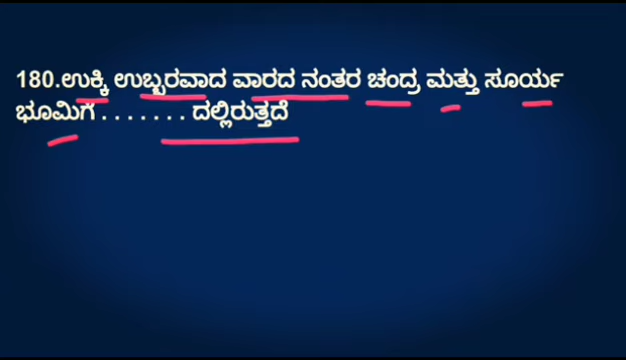 180.ಉಕ್ಕಿ ಉಬ್ಬರವಾದ ವಾರದ ನಂತರ ಚಂದ್ರ ಮತ್ತು ಸೂರ್ಯ
ಭೂಮಿಗೆ . . . . . . . ದಲ್ಲಿರುತ್ತದೆ